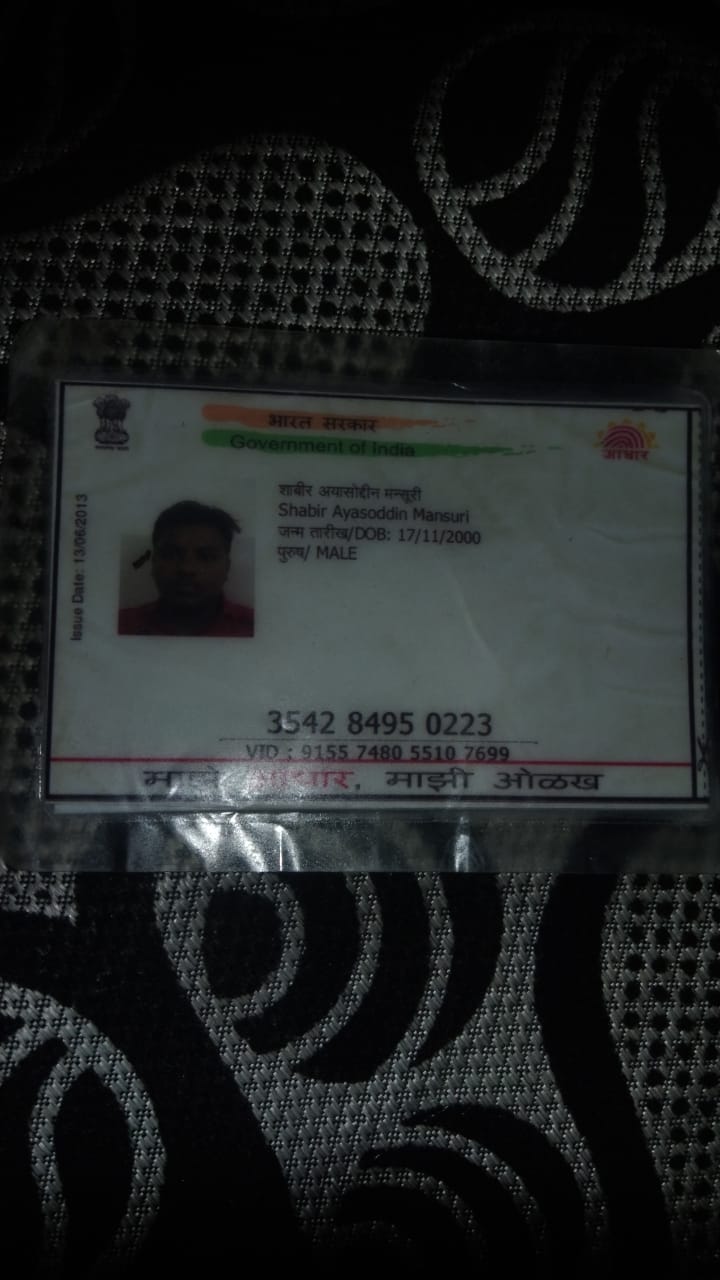 भारत सरकार
Government of India
आधार
Issue Date: 13/06/2013
शाबीर अयासोद्दीन मन्सूरी
Shabir Ayasoddin Mansuri
जन्म तारीख/DOB: 17/11/2000
पुरुष/ MALE
3542 8495 0223
VID : 9155 7480 5510 7699
माझे आधार, माझी ओळख